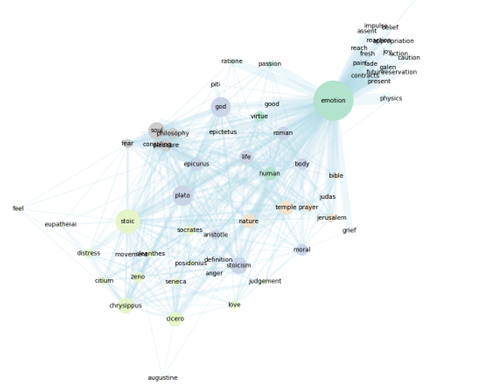 impulse
belief
assent
reaction
appropriation
reach
fresh
joy
action
caution
pain
fade
galen
future
reservation
contracts
present
physics
ratione
passion
piti
emotion
god
good
virtue
soul
philosophy
epictetus
roman
fear
pleasure
life
epicurus
body
human
bible
plato
judas
temple
prayer
feel
stoic
nature
jerusalem
eupatheiai
socrates
aristotle
grief
distress
movement
cleanthes
moral
posidonius
definition
stoicism
citium
zeno
seneca
anger
judgement
chrysippus
love
cicero
augustine